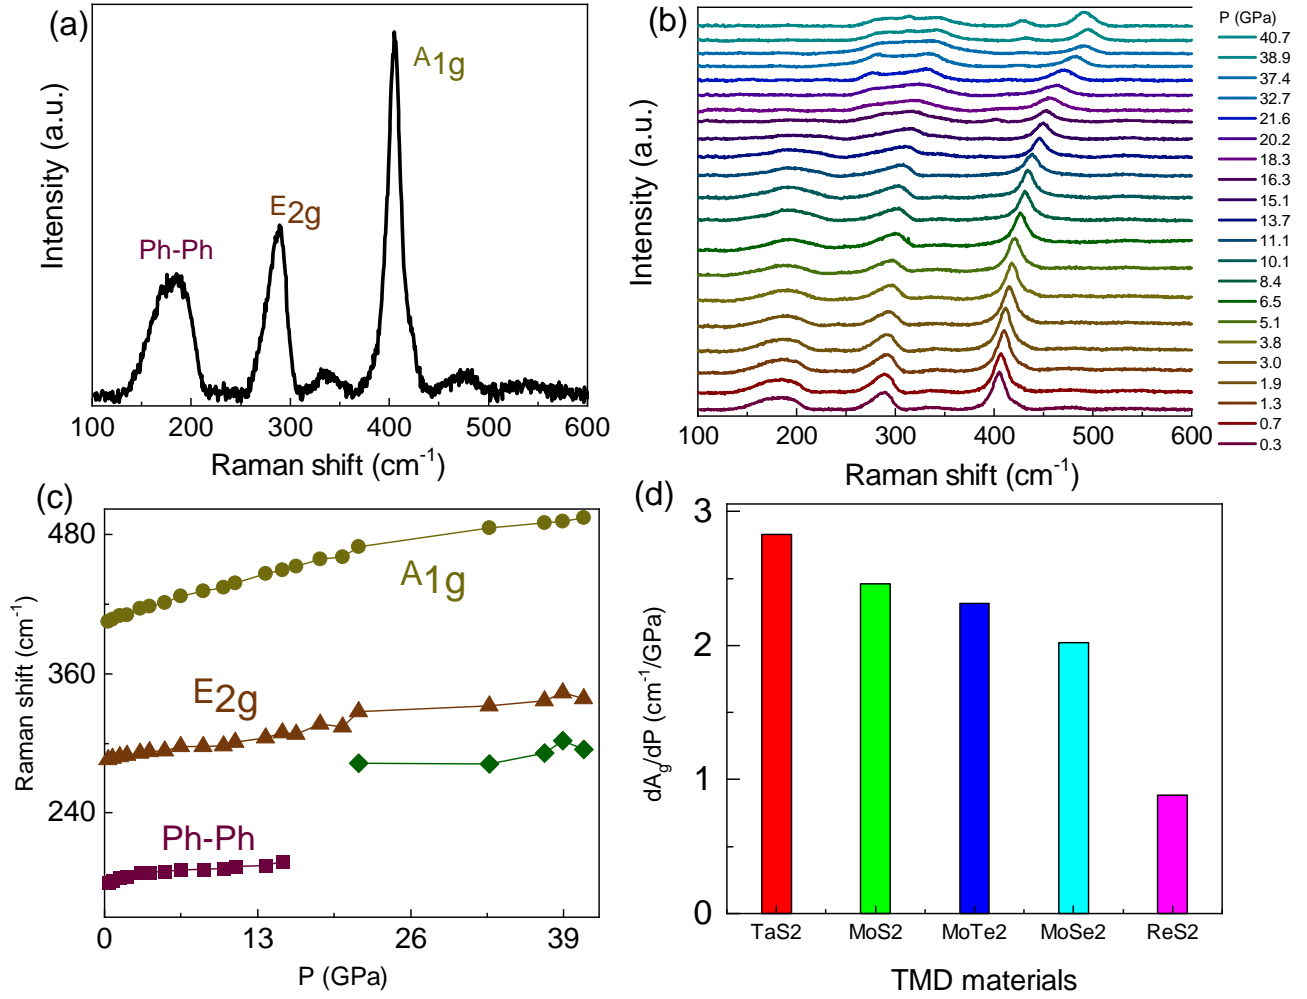 (a)
Intensity (a.u.)
Ph-Ph
E2g
A1g
100 200 300 400 500 600
Raman shift (cm-1)
(b)
Intensity (a.u.)
100 200 300 400 500 600
Raman shift (cm-1)
P (GPa)
40.7
38.9
37.4
32.7
21.6
20.2
18.3
16.3
15.1
13.7
11.1
10.1
8.4
6.5
5.1
3.8
3.0
1.9
1.3
0.7
0.3
(c)
Raman shift (cm-1)
480
360
240
A1g
E2g
Ph-Ph
0 13 26 39
P (GPa)
(d)
dAg/dP (cm-1/GPa)
3
2
1
0
TaS2 MoS2 MoTe2 MoSe2 ReS2
TMD materials